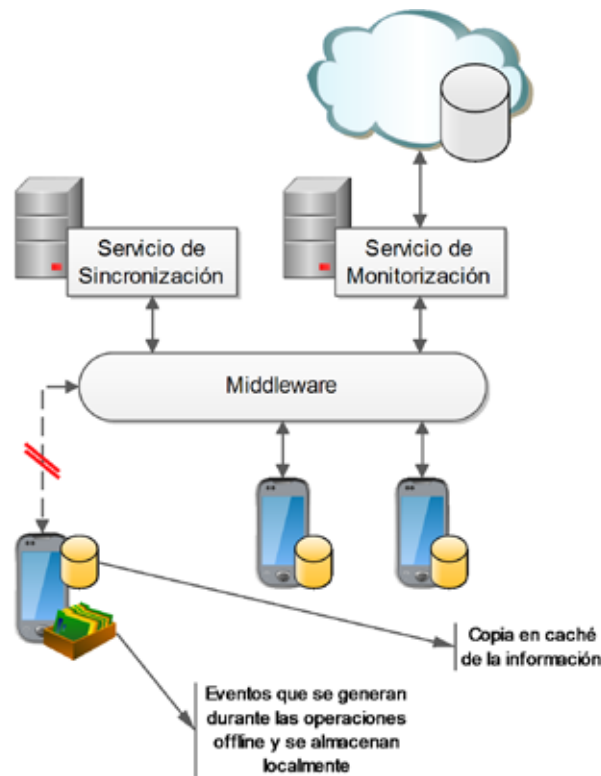 Servicio de
Sincronización
Servicio de
Monitorización
Middleware
Copia en caché
de la información
Eventos que se generan
durante las operaciones
offline y se almacenan
localmente